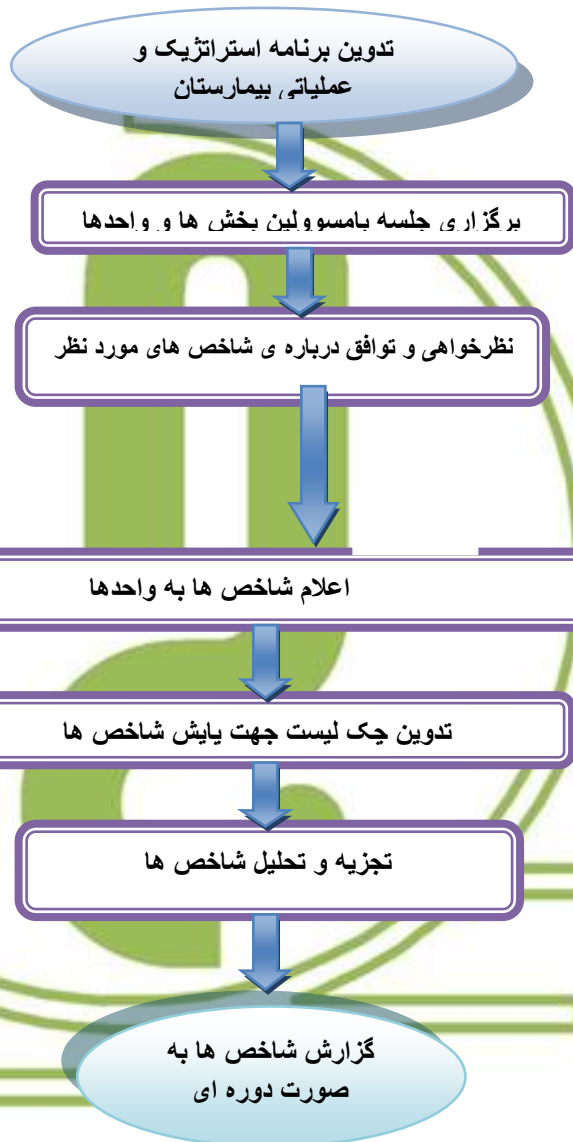 تدوین برنامه استراتژیک و
عملیاتی بیمارستان
برگزاری جلسه بامسوولین بخش ها و واحدها
نظرخواهی و توافق درباره ی شاخص های مورد نظر
اعلام شاخص ها به واحدها
تدوین چک لیست جهت پایش شاخص ها
تجزیه و تحلیل شاخص ها
گزارش شاخص ها به
صورت دوره ای